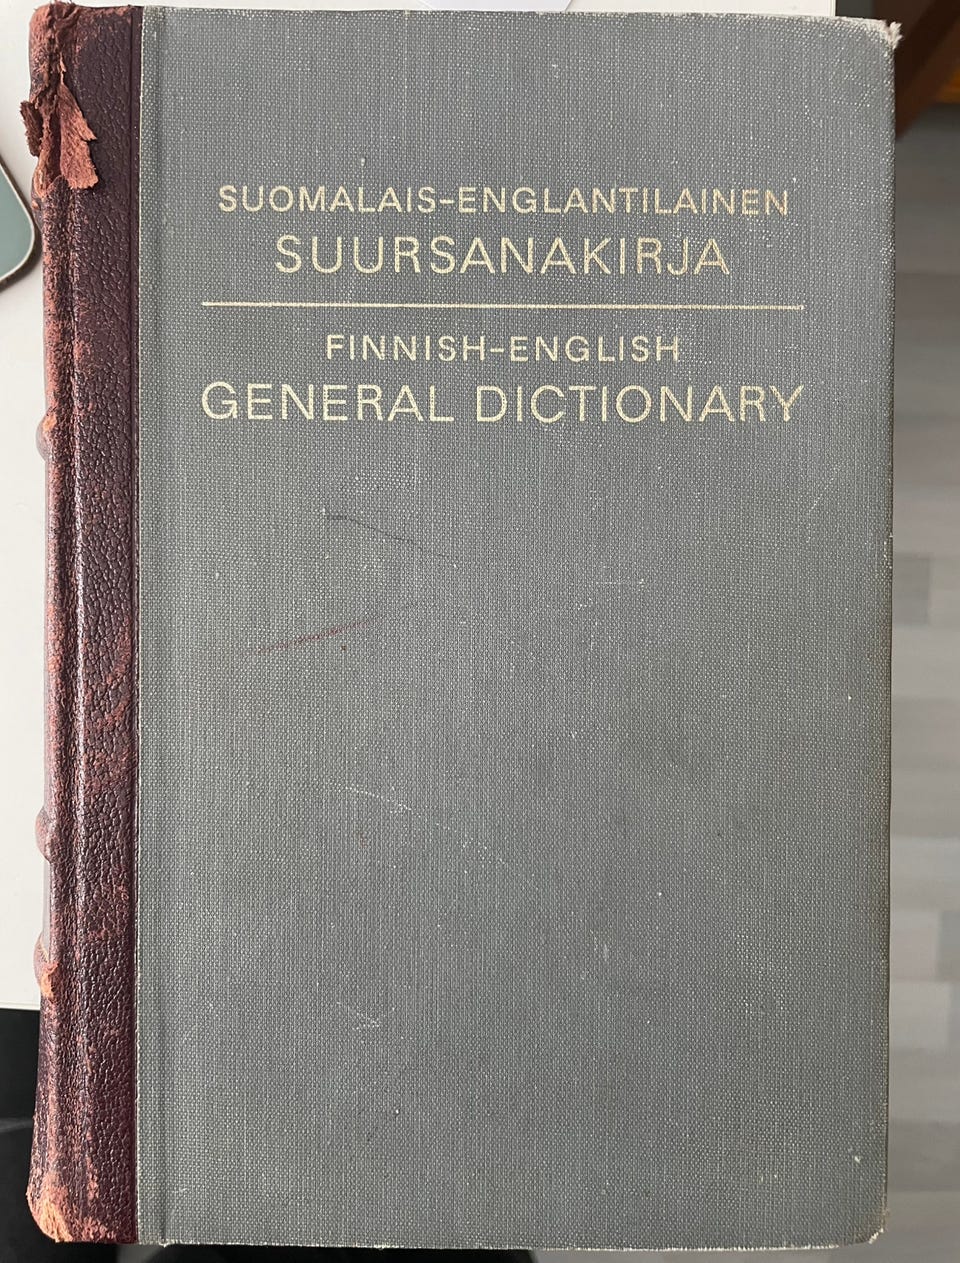 SUOMALAIS-ENGLANTILAINEN
SUURSANAKIRJA
FINNISH-ENGLISH
GENERAL DICTIONARY